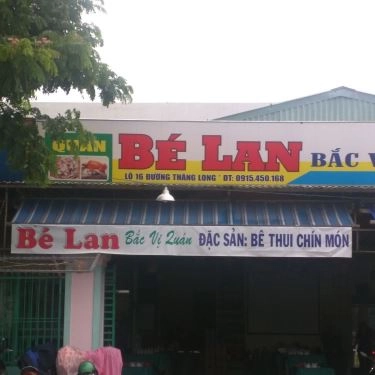 QUÁN BÉ LAN BẮC V
LÔ 16 ĐƯỜNG THĂNG LONG * ĐT: 0915.450.168
Bé Lan Bắc Vị Quán ĐẶC SẢN: BÊ THUI CHÍN MÓN